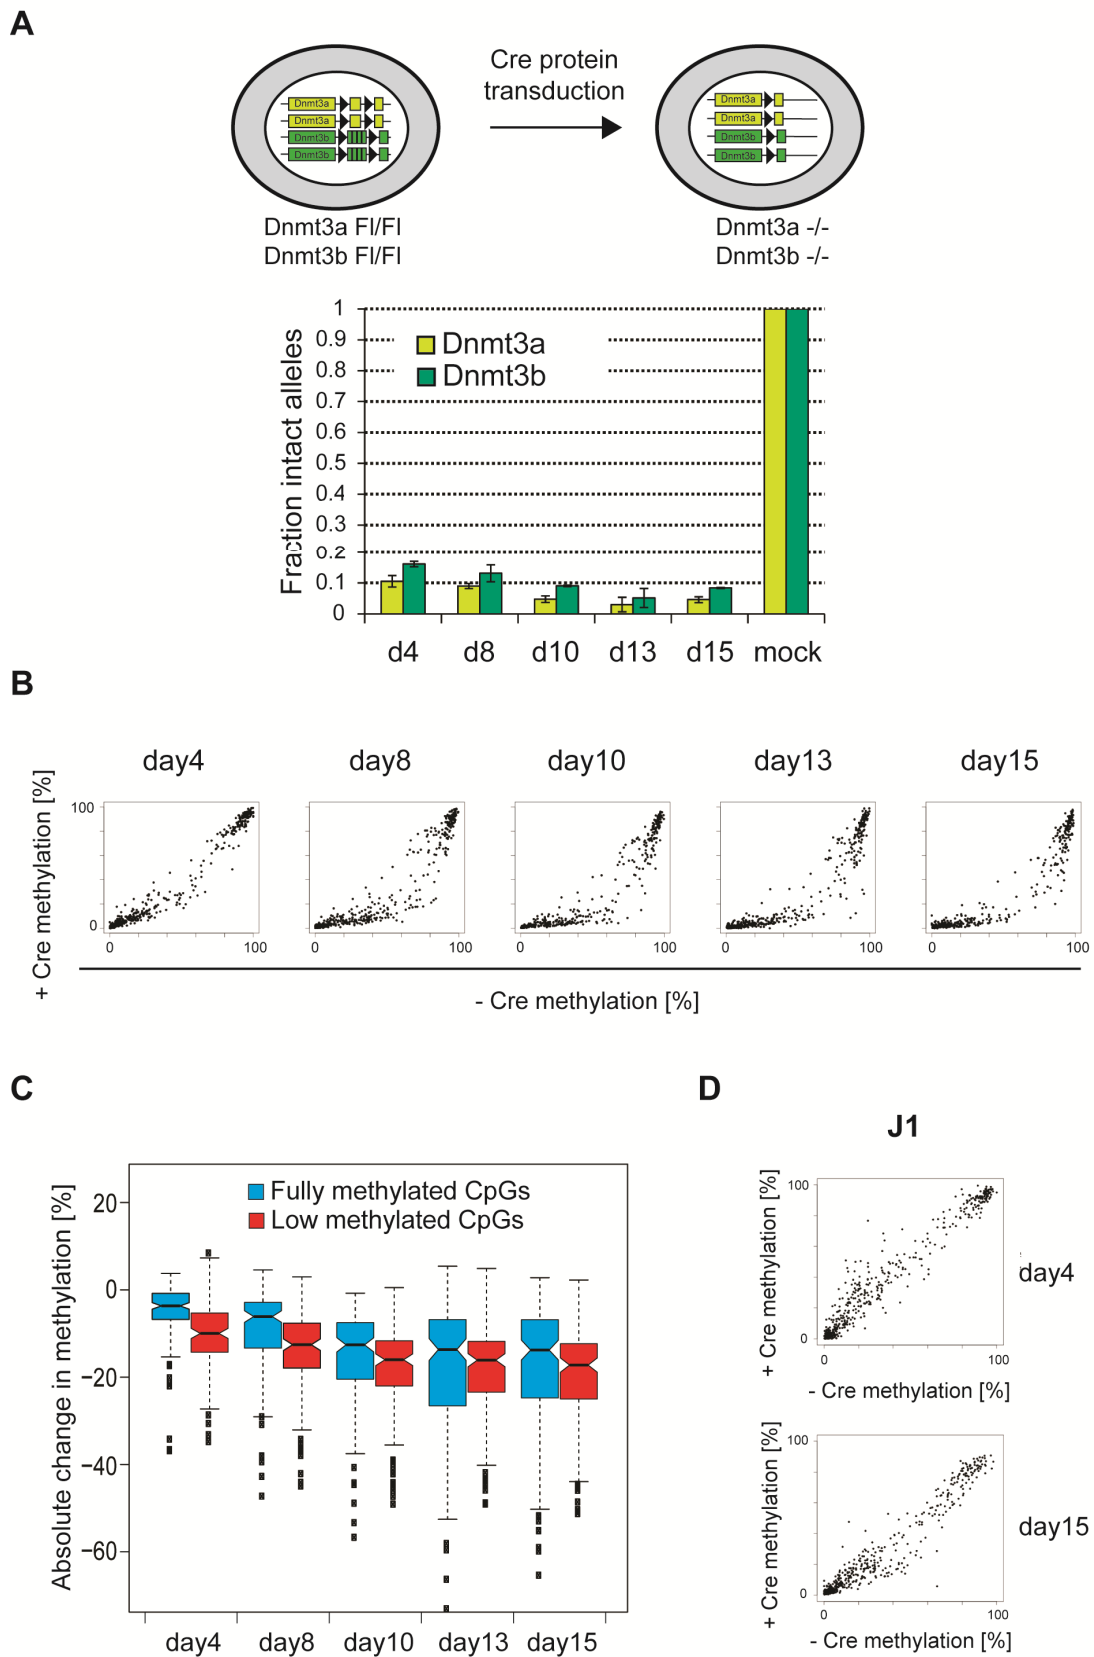 A
Cre protein
transduction
Dnmt3a
Dnmt3a
Dnmt3b
Dnmt3b
Dnmt3a
Dnmt3a
Dnmt3b
Dnmt3b
Dnmt3a Fl/Fl
Dnmt3b Fl/Fl
Dnmt3a -/-
Dnmt3b -/-
Fraction intact alleles
1
0.9
0.8
0.7
0.6
0.5
0.4
0.3
0.2
0.1
0
Dnmt3a
Dnmt3b
d4 d8 d10 d13 d15 mock
B
day4 day8 day10 day13 day15
+ Cre methylation [%]
100
0
0 100 0 100 0 100 0 100 0 100
- Cre methylation [%]
C
Absolute change in methylation [%]
20
0
−20
−40
−60
Fully methylated CpGs
Low methylated CpGs
day4 day8 day10 day13 day15
D
J1
+ Cre methylation [%]
100
0
0 100
- Cre methylation [%]
day4
+ Cre methylation [%]
100
0
0 100
- Cre methylation [%]
day15